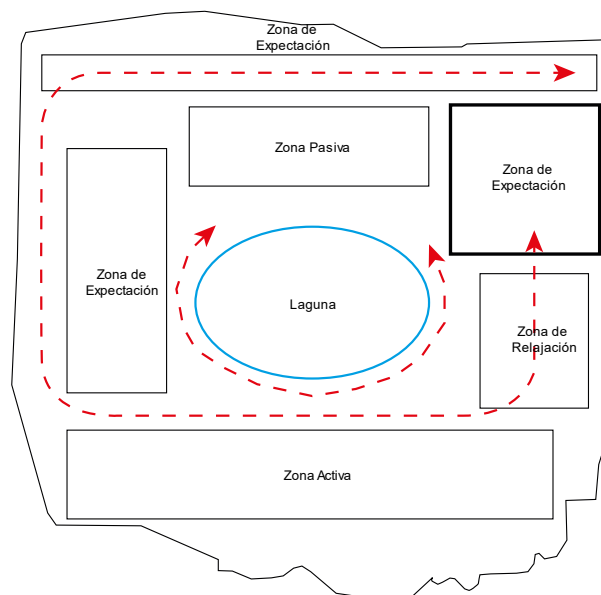 Zona de
Expectación
Zona Pasiva
Zona de
Expectación
Zona de
Expectación
Laguna
Zona de
Relajación
Zona Activa